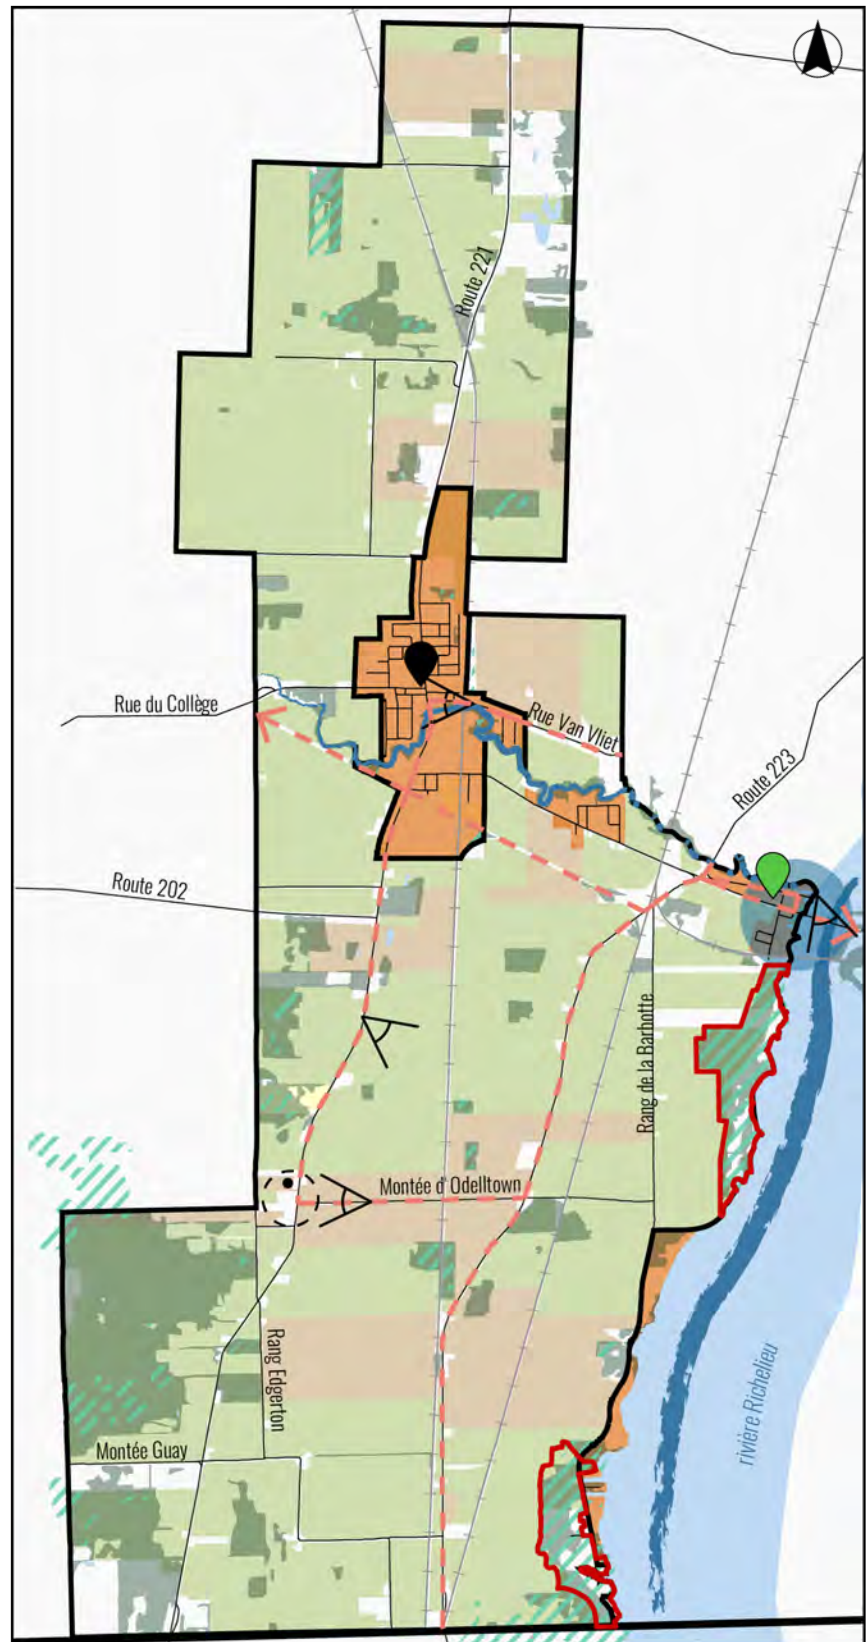 Route 221
Rue du Collège
Rue Van Vliet
Route 223
Route 202
Rang de la Barbotte
Montée d'Odelltown
Rang Edgerton
rivière Richelieu
Montée Guay